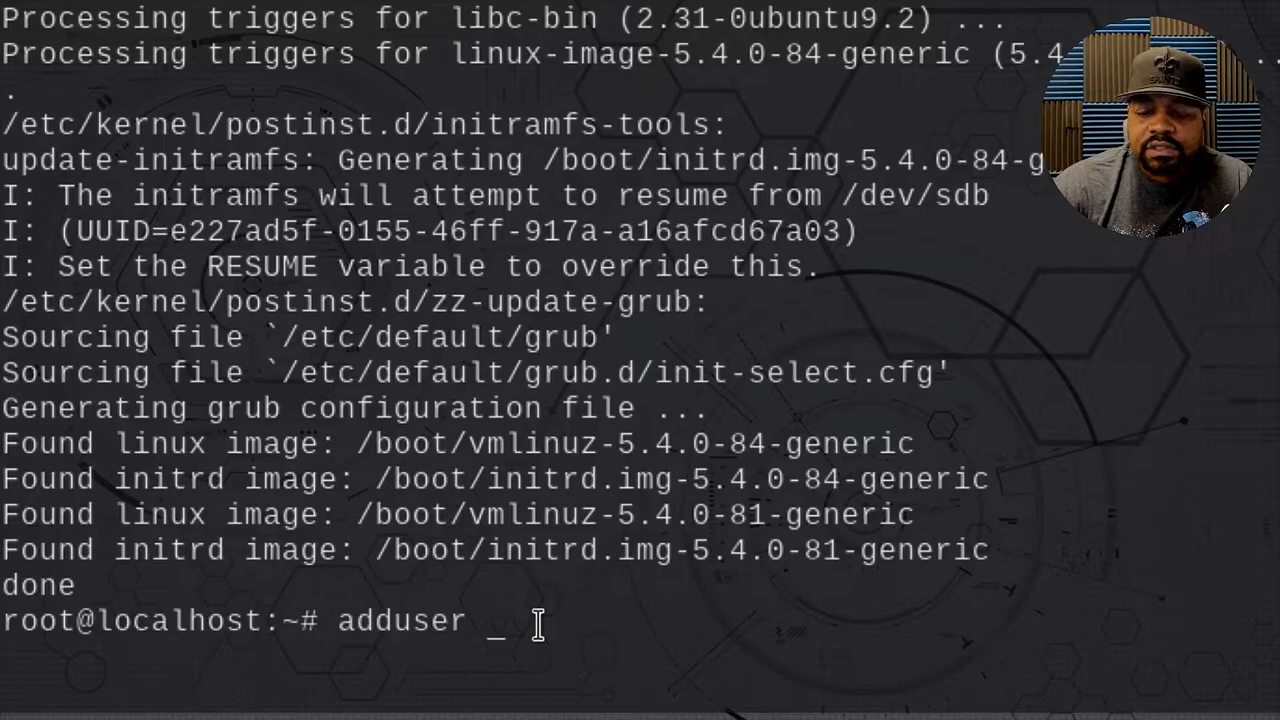 Processing triggers for libc-bin (2.31-0ubuntu9.2) ...
Processing triggers for linux-image-5.4.0-84-generic (5.4 ..
.
/etc/kernel/postinst.d/initramfs-tools:
update-initramfs: Generating /boot/initrd.img-5.4.0-84-g
I: The initramfs will attempt to resume from /dev/sdb
I: (UUID=e227ad5f-0155-46ff-917a-a16afcd67a03)
I: Set the RESUME variable to override this.
/etc/kernel/postinst.d/zz-update-grub:
Sourcing file `/etc/default/grub'
Sourcing file `/etc/default/grub.d/init-select.cfg'
Generating grub configuration file ...
Found linux image: /boot/vmlinuz-5.4.0-84-generic
Found initrd image: /boot/initrd.img-5.4.0-84-generic
Found linux image: /boot/vmlinuz-5.4.0-81-generic
Found initrd image: /boot/initrd.img-5.4.0-81-generic
done
root@localhost:~# adduser _
SAINTS